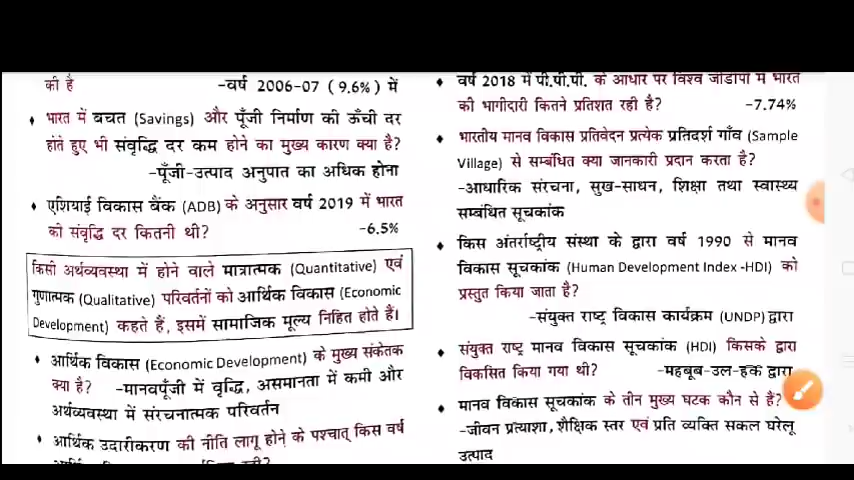 की है -वर्ष 2006-07 (9.6%) में
♦ भारत में बचत (Savings) और पूँजी निर्माण की ऊँची दर
होते हुए भी संवृद्धि दर कम होने का मुख्य कारण क्या है?
-पूँजी-उत्पाद अनुपात का अधिक होना
♦ एशियाई विकास बैंक (ADB) के अनुसार वर्ष 2019 में भारत
की संवृद्धि दर कितनी थी? -6.5%
किसी अर्थव्यवस्था में होने वाले मात्रात्मक (Quantitative) एवं
गुणात्मक (Qualitative) परिवर्तनों को आर्थिक विकास (Economic
Development) कहते हैं, इसमें सामाजिक मूल्य निहित होते हैं।
♦ आर्थिक विकास (Economic Development) के मुख्य संकेतक
क्या है? -मानवपूँजी में वृद्धि, असमानता में कमी और
अर्थव्यवस्था में संरचनात्मक परिवर्तन
♦ आर्थिक उदारीकरण की नीति लागू होने के पश्चात् किस वर्ष
♦ वर्ष 2018 में पी.पी.पी. के आधार पर विश्व जीडीपी में भारत
की भागीदारी कितने प्रतिशत रही है? -7.74%
♦ भारतीय मानव विकास प्रतिवेदन प्रत्येक प्रतिदर्श गाँव (Sample
Village) से सम्बंधित क्या जानकारी प्रदान करता है?
-आधारिक संरचना, सुख-साधन, शिक्षा तथा स्वास्थ्य
सम्बंधित सूचकांक
♦ किस अंतर्राष्ट्रीय संस्था के द्वारा वर्ष 1990 से मानव
विकास सूचकांक (Human Development Index -HDI) को
प्रस्तुत किया जाता है?
-संयुक्त राष्ट्र विकास कार्यक्रम (UNDP) द्वारा
♦ संयुक्त राष्ट्र मानव विकास सूचकांक (HDI) किसके द्वारा
विकसित किया गया थी? -महबूब-उल-हक द्वारा
♦ मानव विकास सूचकांक के तीन मुख्य घटक कौन से है?
-जीवन प्रत्याशा, शैक्षिक स्तर एवं प्रति व्यक्ति सकल घरेलू
उत्पाद